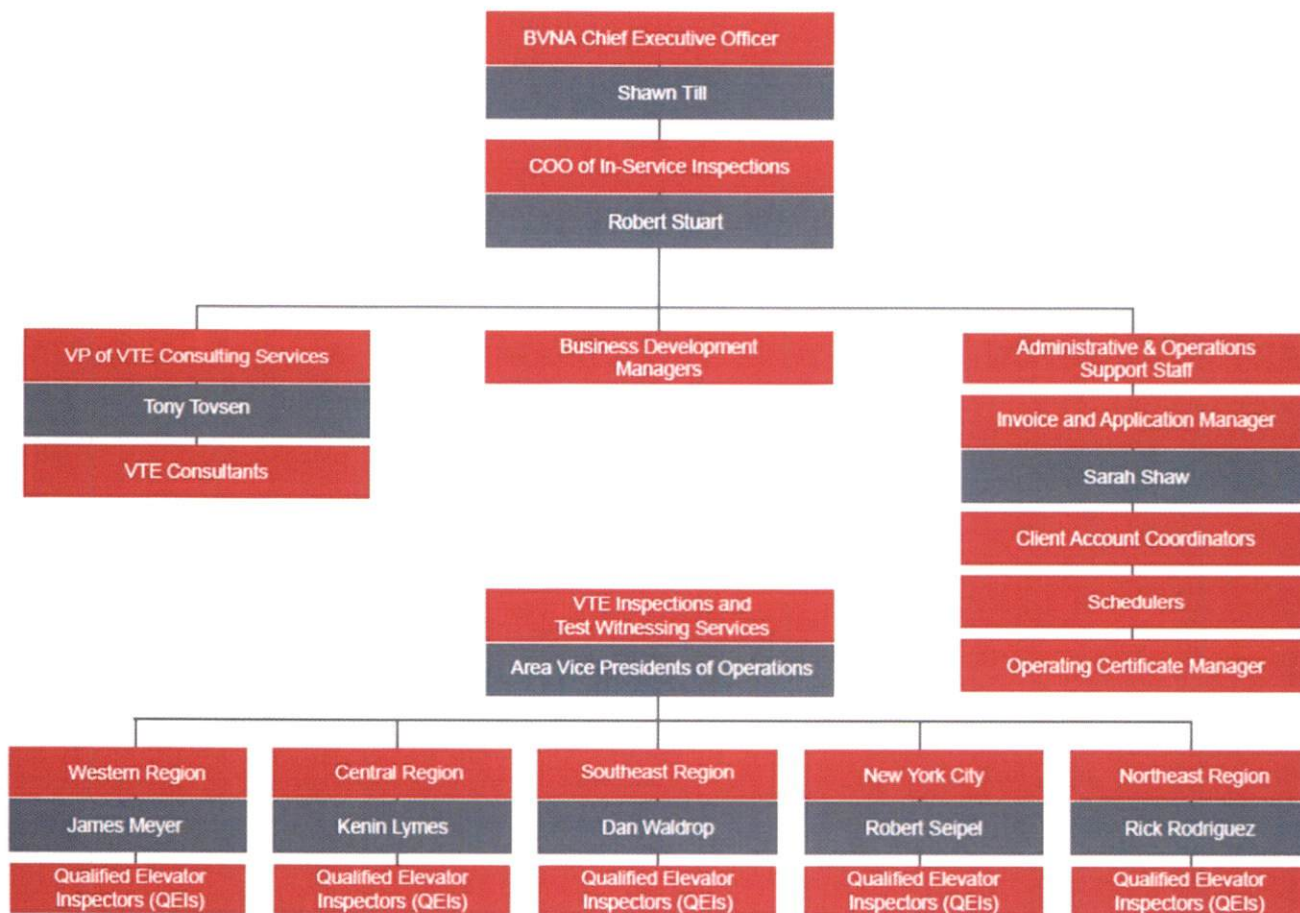 BVNA Chief Executive Officer
Shawn Till
COO of In-Service Inspections
Robert Stuart
VP of VTE Consulting Services
Tony Tovsen
VTE Consultants
Business Development
Managers
Administrative & Operations
Support Staff
Invoice and Application Manager
Sarah Shaw
Client Account Coordinators
Schedulers
Operating Certificate Manager
VTE Inspections and
Test Witnessing Services
Area Vice Presidents of Operations
Western Region
James Meyer
Qualified Elevator
Inspectors (QEIs)
Central Region
Kenin Lymes
Qualified Elevator
Inspectors (QEIs)
Southeast Region
Dan Waldrop
Qualified Elevator
Inspectors (QEIs)
New York City
Robert Seipel
Qualified Elevator
Inspectors (QEIs)
Northeast Region
Rick Rodriguez
Qualified Elevator
Inspectors (QEIs)